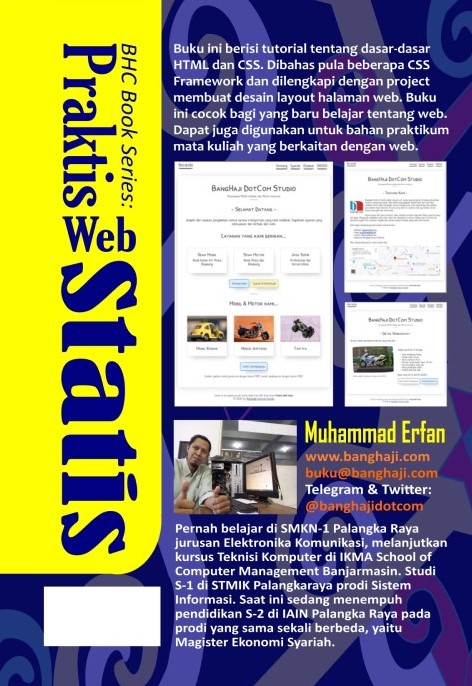 BHC Book Series:
Praktis
Web
Statis
Buku ini berisi tutorial tentang dasar-dasar
HTML dan CSS. Dibahas pula beberapa CSS
Framework dan dilengkapi dengan project
membuat desain layout halaman web. Buku
ini cocok bagi yang baru belajar tentang web.
Dapat juga digunakan untuk bahan praktikum
mata kuliah yang berkaitan dengan web.
BangHaji DotCom Studio
- Selamat Datang -
Layanan yang kami berikan...
Mobil & Motor kami...
BangHaji DotCom Studio
- Tentang Kami -
BangHaji DotCom Studio
Muhammad Erfan
www.banghaji.com
buku@banghaji.com
Telegram & Twitter:
@banghajidotcom
Pernah belajar di SMKN-1 Palangka Raya
jurusan Elektronika Komunikasi, melanjutkan
kursus Teknisi Komputer di IKMA School of
Computer Management Banjarmasin. Studi
S-1 di STMIK Palangkaraya prodi Sistem
Informasi. Saat ini sedang menempuh
pendidikan S-2 di IAIN Palangka Raya pada
prodi yang sama sekali berbeda, yaitu
Magister Ekonomi Syariah.